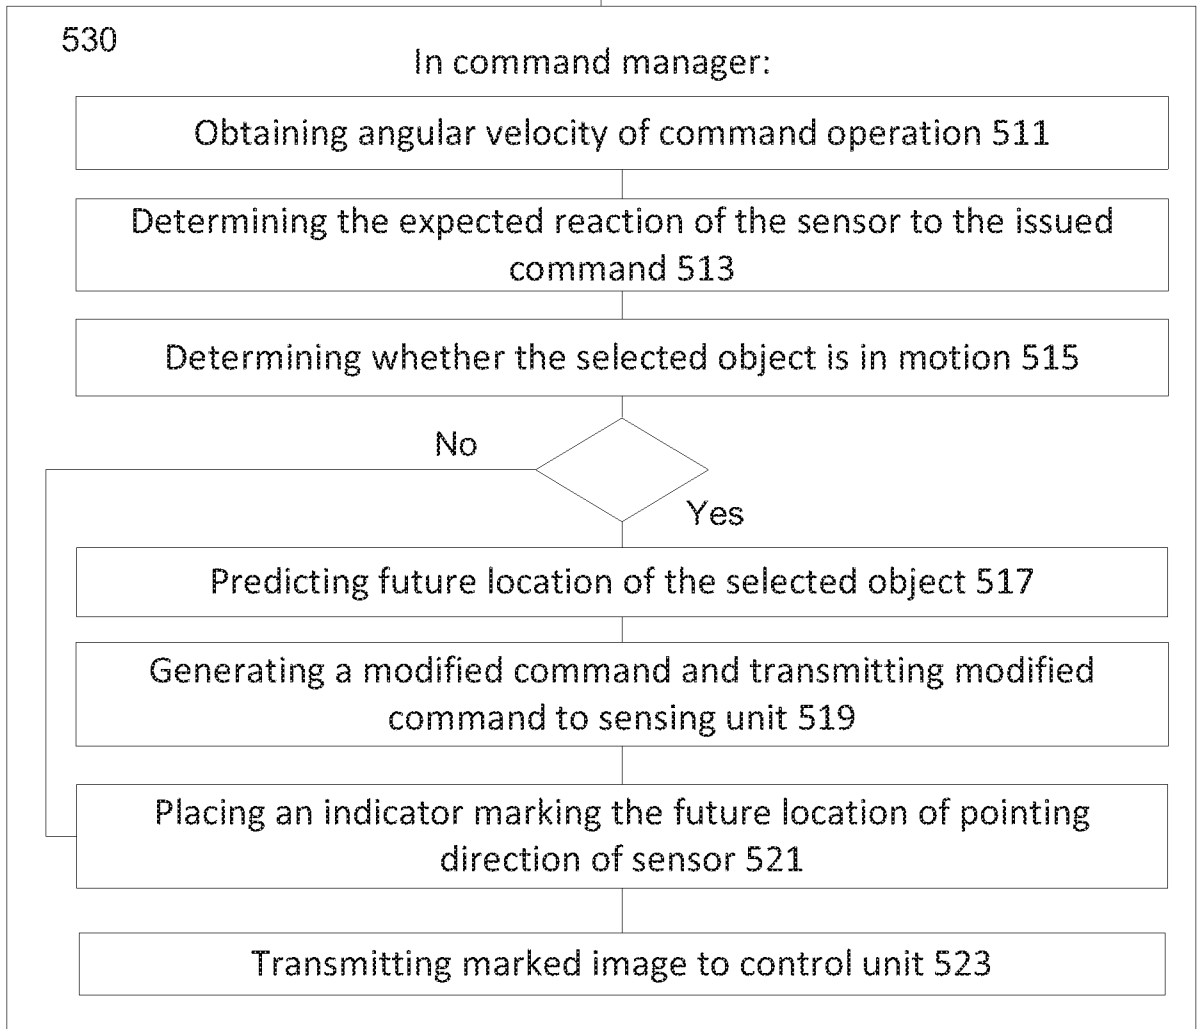 530
In command manager:
Obtaining angular velocity of command operation 511
Determining the expected reaction of the sensor to the issued
command 513
Determining whether the selected object is in motion 515
No
Yes
Predicting future location of the selected object 517
Generating a modified command and transmitting modified
command to sensing unit 519
Placing an indicator marking the future location of pointing
direction of sensor 521
Transmitting marked image to control unit 523